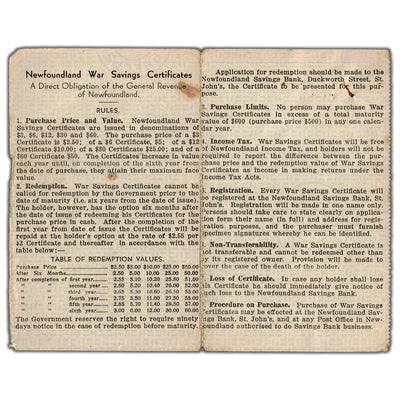 Newfoundland War Savings Certificates
A Direct Obligation of the General Revenue
of Newfoundland.
RULES.
1. Purchase Price and Value. Newfoundland War
Savings Certificates are issued in denominations of
$3, $6, $12, $30 and $60. The purchase price of a $3
Certificate is $2.50; of a $6 Certificate, $5; of a $12
Certificate $10.00; of a $30 Certificate $25.00; and of a
$60 Certificate $50. The Certificates increase in value
each year until, on completion of the sixth year from
the date of purchase, they attain their maximum face
value.
2. Redemption. War Savings Certificates cannot be
called for redemption by the Government prior to the
date of maturity (i.e. six years from the date of issue).
The holder, however, has the option six months after
the date of issue of redeeming his Certificates for the
purchase price. After the completion of the
first year from date of issue the Certificates will be
repaid at the holder's option at the rate of $2.55 per
$3 Certificate and thereafter in accordance with the
table below:—
TABLE OF REDEMPTION VALUES.
Purchase Price $2.50 $5.00 $10.00 $25.00 $50.00
After Six Months 2.50 5.00 10.00 25.00 50.00
After completion of first year 2.55 5.10 10.20 25.50 51.00
" " second year 2.60 5.20 10.40 26.00 52.00
" " third year 2.65 5.30 10.60 26.50 53.00
" " fourth year 2.75 5.50 11.00 27.50 55.00
" " fifth year 2.85 5.70 11.40 28.50 57.00
" " sixth year 3.00 6.00 12.00 30.00 60.00
The Government reserves the right to require ninety
days notice in the case of redemption before maturity.
Application for redemption should be made to the
Newfoundland Savings Bank, Duckworth Street, St.
John's, the Certificate to be presented for this pur-
pose.
Purchase Limits. No person may purchase War
Savings Certificates in excess of a total maturity
value of $600 (purchase price $500) in any one calen-
dar year.
Income Tax. War Savings Certificates will be free
of Newfoundland Income Tax, and holders will not be
required to report the difference between the pur-
chase price and the redemption value of War Savings
Certificates as Income in making returns under the
Income Tax Act.
Registration. Every War Savings Certificate will
be registered at the Newfoundland Savings Bank, St.
John's. Registration will be made in one name only.
Persons should take care to state clearly on applica-
tion form their name (in full) and address for regis-
tration purposes, and the purchaser must furnish
specimen signatures whereby he can be identified.
Non-Transferability. A War Savings Certificate is
not transferable and cannot be redeemed other than
by its registered owner. Provision will be made to
cover the case of the death of the holder.
Loss of Certificate. In case any holder shall lose
his Certificate he should immediately give notice of
such loss to the Newfoundland Savings Bank.
Procedure on Purchase. Purchase of War Savings
Certificates may be effected at the Newfoundland Savings
Bank, St. John's, and at any Post Office in New-
foundland authorised to do Savings Bank business.